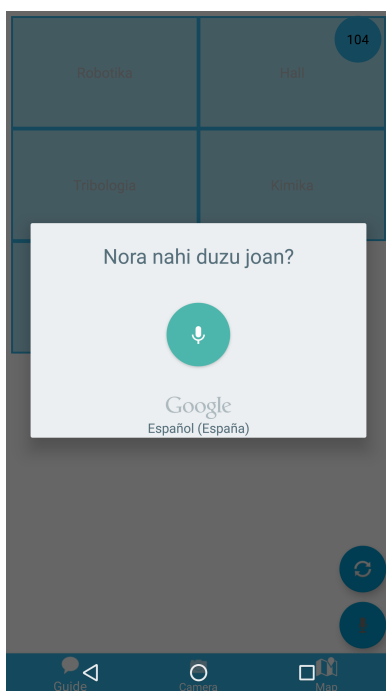 104
Robotika
Hall
Tribologia
Kimika
Nora nahi duzu joan?
Google
Español (España)
Guide
Camera
Map